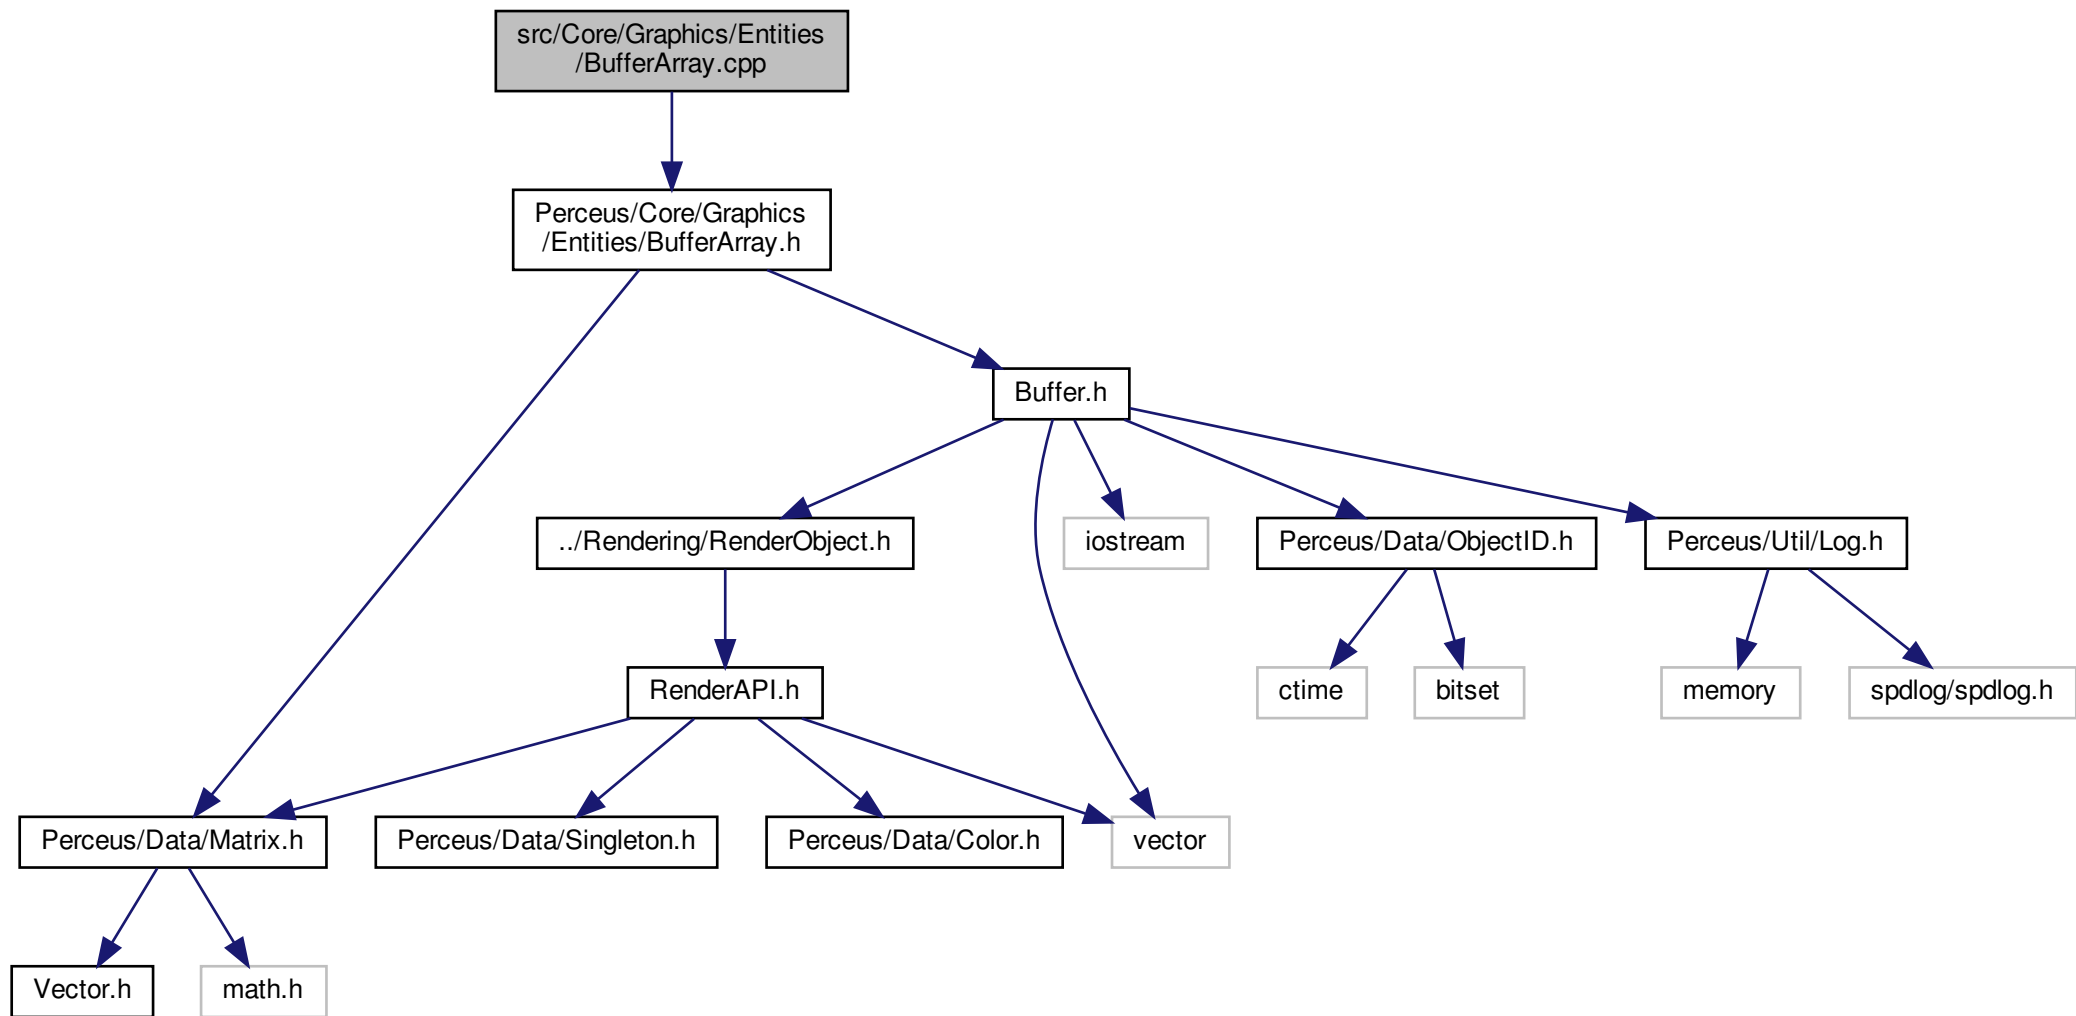 src/Core/Graphics/Entities
/BufferArray.cpp
Perceus/Core/Graphics
/Entities/BufferArray.h
Buffer.h
../Rendering/RenderObject.h
iostream
Perceus/Data/ObjectID.h
Perceus/Util/Log.h
RenderAPI.h
ctime
bitset
memory
spdlog/spdlog.h
Perceus/Data/Matrix.h
Perceus/Data/Singleton.h
Perceus/Data/Color.h
vector
Vector.h
math.h